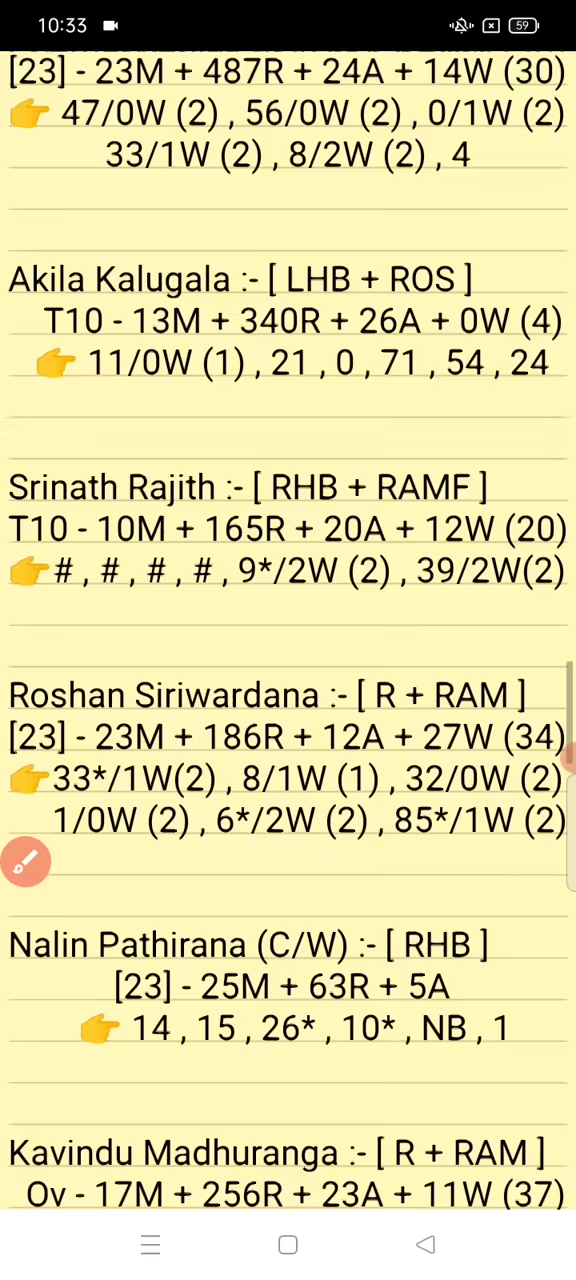 10:33
59
[23] - 23M + 487R + 24A + 14W (30)
👉 47/0W (2) , 56/0W (2) , 0/1W (2)
33/1W (2) , 8/2W (2) , 4
Akila Kalugala :- [ LHB + ROS ]
T10 - 13M + 340R + 26A + 0W (4)
👉 11/0W (1) , 21 , 0 , 71 , 54 , 24
Srinath Rajith :- [ RHB + RAMF ]
T10 - 10M + 165R + 20A + 12W (20)
👉# , # , # , # , 9*/2W (2) , 39/2W(2)
Roshan Siriwardana :- [ R + RAM ]
[23] - 23M + 186R + 12A + 27W (34)
👉33*/1W(2) , 8/1W (1) , 32/0W (2)
1/0W (2) , 6*/2W (2) , 85*/1W (2)
Nalin Pathirana (C/W) :- [ RHB ]
[23] - 25M + 63R + 5A
👉 14 , 15 , 26* , 10* , NB , 1
Kavindu Madhuranga :- [ R + RAM ]
Ov - 17M + 256R + 23A + 11W (37)